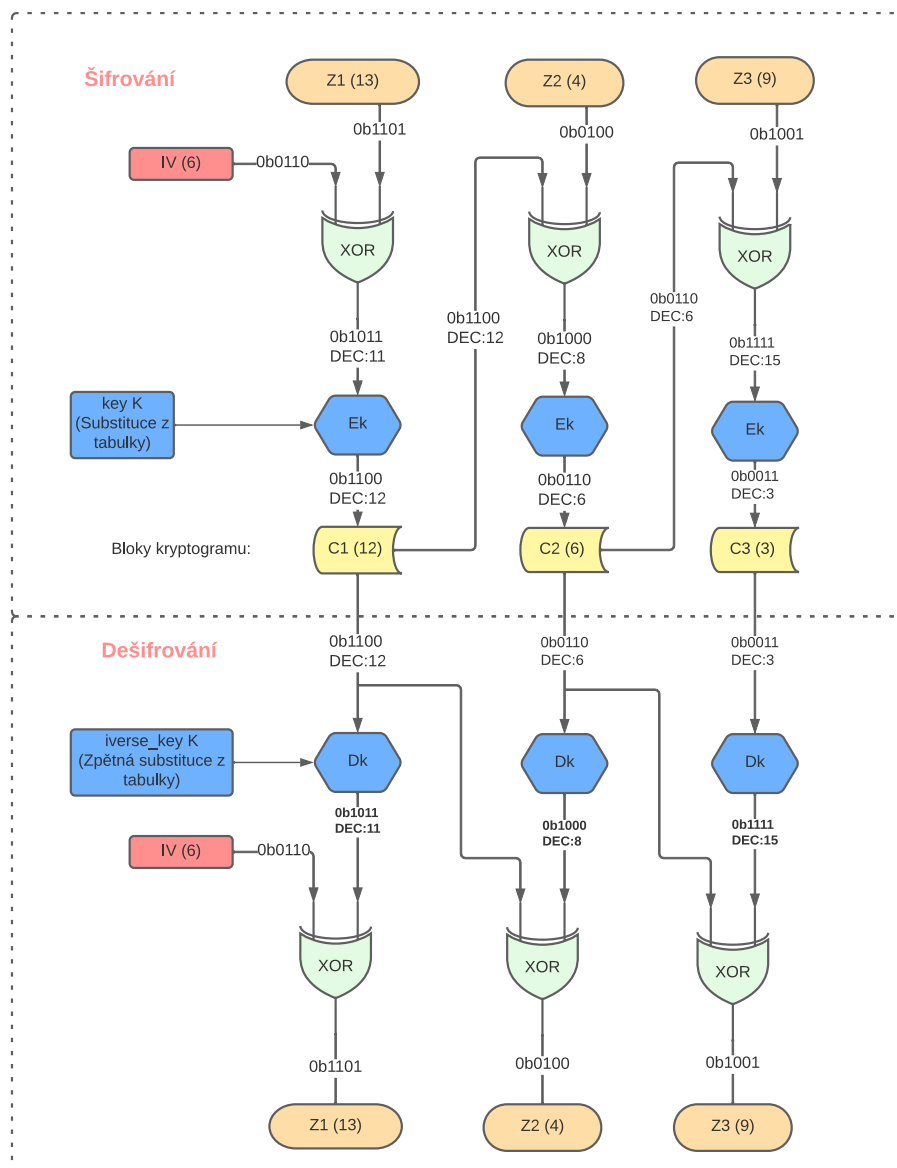 Šifrování
Z1 (13)
Z2 (4)
Z3 (9)
0b1101
0b0100
0b1001
IV (6)
0b0110
XOR
XOR
XOR
0b1100
DEC:12
0b0110
DEC:6
0b1011
DEC:11
0b1000
DEC:8
0b1111
DEC:15
key K
(Substituce z
tabulky)
Ek
Ek
Ek
0b1100
DEC:12
0b0110
DEC:6
0b0011
DEC:3
Bloky kryptogramu:
C1 (12)
C2 (6)
C3 (3)
Dešifrování
0b1100
DEC:12
0b0110
DEC:6
0b0011
DEC:3
iverse_key K
(Zpětná substituce z
tabulky)
Dk
Dk
Dk
0b1011
DEC:11
0b1000
DEC:8
0b1111
DEC:15
IV (6)
0b0110
XOR
XOR
XOR
0b1101
0b0100
0b1001
Z1 (13)
Z2 (4)
Z3 (9)